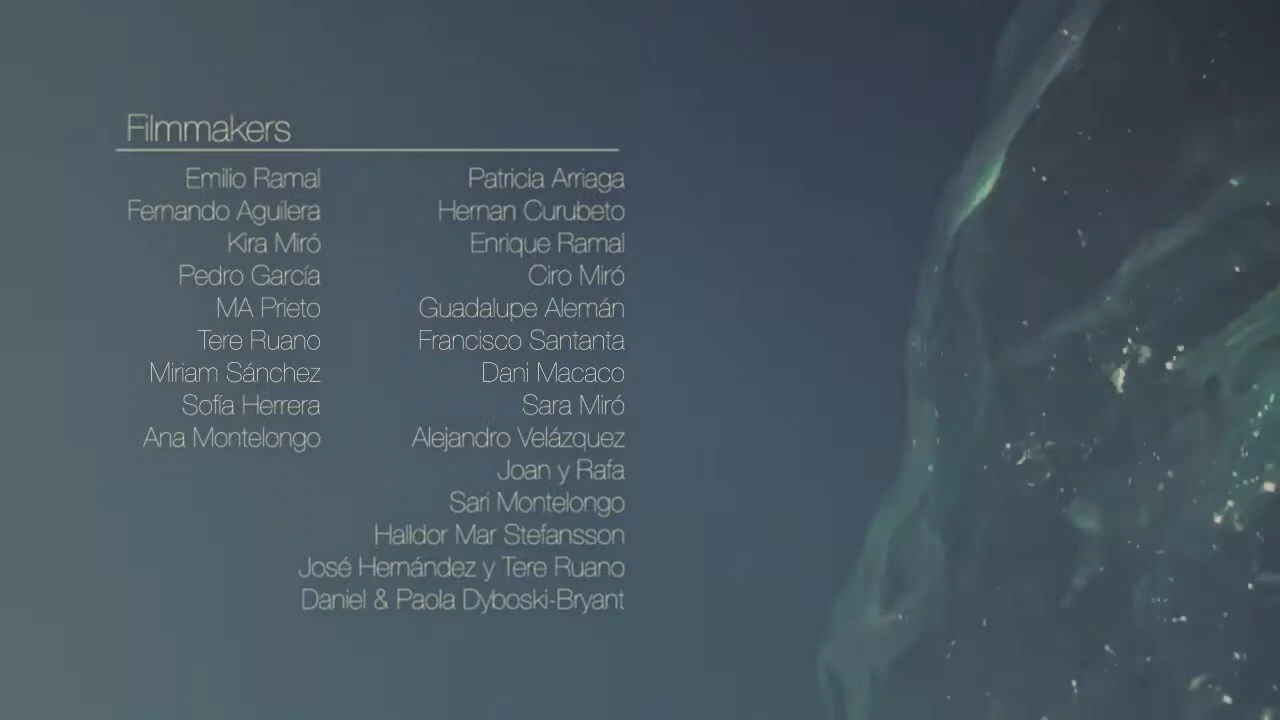 Filmmakers
Emilio Ramal
Fernando Aguilera
Kira Miró
Pedro García
MA Prieto
Tere Ruano
Miriam Sánchez
Sofía Herrera
Ana Montelongo
Patricia Arriaga
Hernan Curubeto
Enrique Ramal
Ciro Miró
Guadalupe Alemán
Francisco Santanta
Dani Macaco
Sara Miró
Alejandro Velázquez
Joan y Rafa
Sari Montelongo
Halldor Mar Stefansson
José Hernández y Tere Ruano
Daniel & Paola Dyboski-Bryant